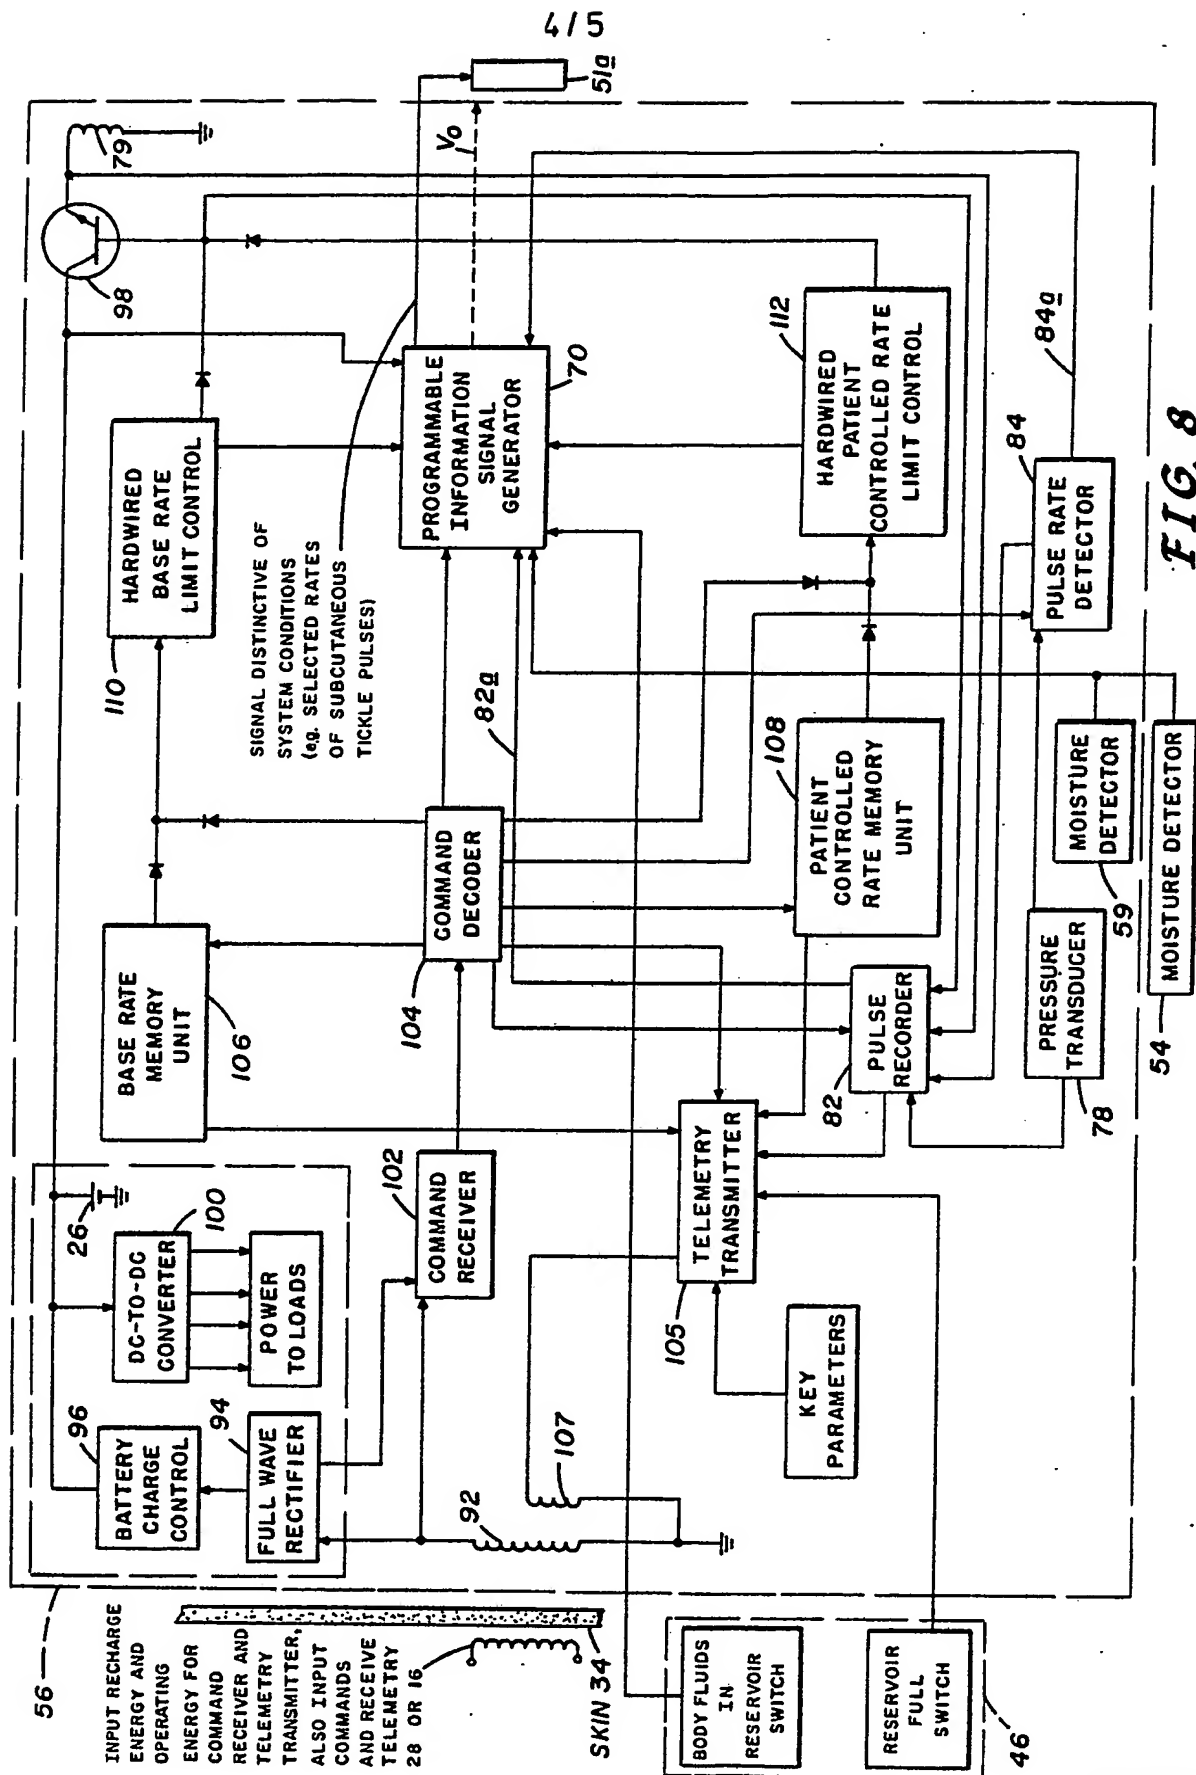 4/5
56
INPUT RECHARGE
ENERGY AND
OPERATING
ENERGY FOR
COMMAND
RECEIVER AND
TELEMETRY
TRANSMITTER,
ALSO INPUT
COMMANDS
AND RECEIVE
TELEMETRY
28 OR 16
SKIN 34
BODY FLUIDS
IN
RESERVOIR
SWITCH
RESERVOIR
FULL
SWITCH
46
96
BATTERY
CHARGE
CONTROL
94
FULL WAVE
RECTIFIER
26
100
DC-TO-DC
CONVERTER
POWER
TO LOADS
92
107
102
COMMAND
RECEIVER
105
TELEMETRY
TRANSMITTER
KEY
PARAMETERS
BASE RATE
MEMORY
UNIT
106
104
COMMAND
DECODER
82
PULSE
RECORDER
82a
108
PATIENT
CONTROLLED
RATE MEMORY
UNIT
78
PRESSURE
TRANSDUCER
59
MOISTURE
DETECTOR
54
MOISTURE DETECTOR
110
HARDWIRED
BASE RATE
LIMIT CONTROL
SIGNAL DISTINCTIVE OF
SYSTEM CONDITIONS
(e.g. SELECTED RATES
OF SUBCUTANEOUS
TICKLE PULSES)
PROGRAMMABLE
INFORMATION
SIGNAL
GENERATOR
70
112
HARDWIRED
PATIENT
CONTROLLED RATE
LIMIT CONTROL
84
PULSE RATE
DETECTOR
84a
98
79
Vo
51a
FIG. 8